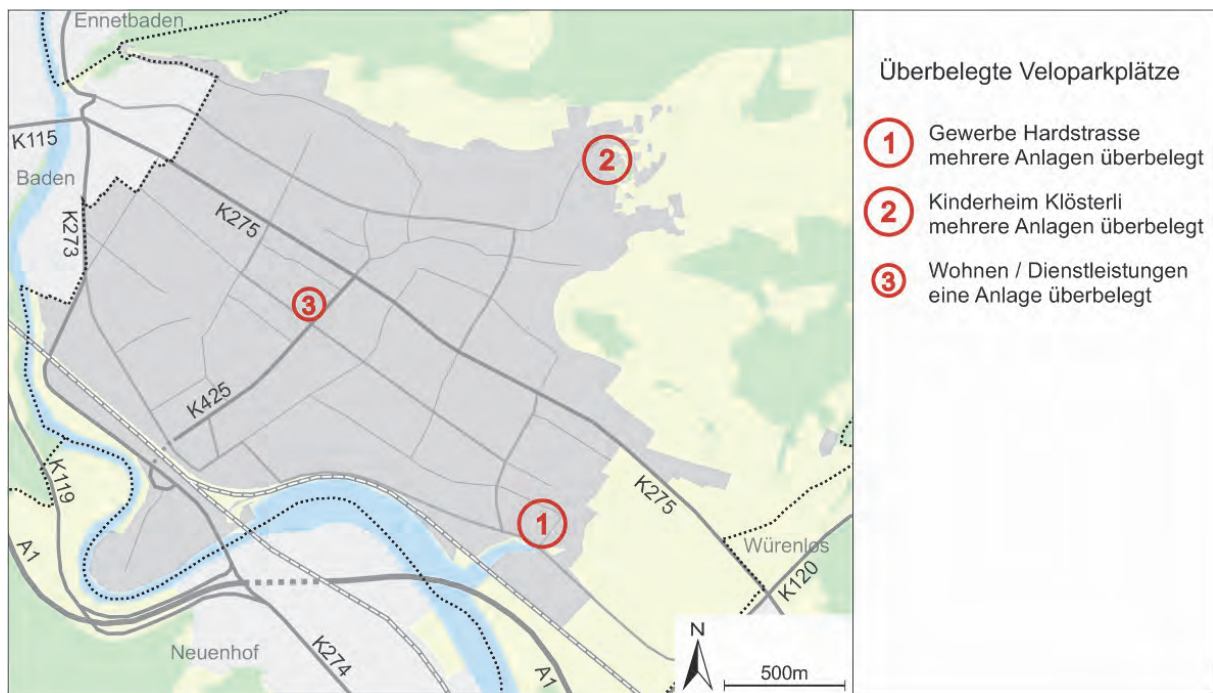 Ennetbaden
K115
Baden
K273
K275
K425
K119
A1
Neuenhof
K274
A1
K275
Würenlos
K120
1
2
3
N
500m
Überbelegte Veloparkplätze
1 Gewerbe Hardstrasse
mehrere Anlagen überbelegt
2 Kinderheim Klösterli
mehrere Anlagen überbelegt
3 Wohnen / Dienstleistungen
eine Anlage überbelegt